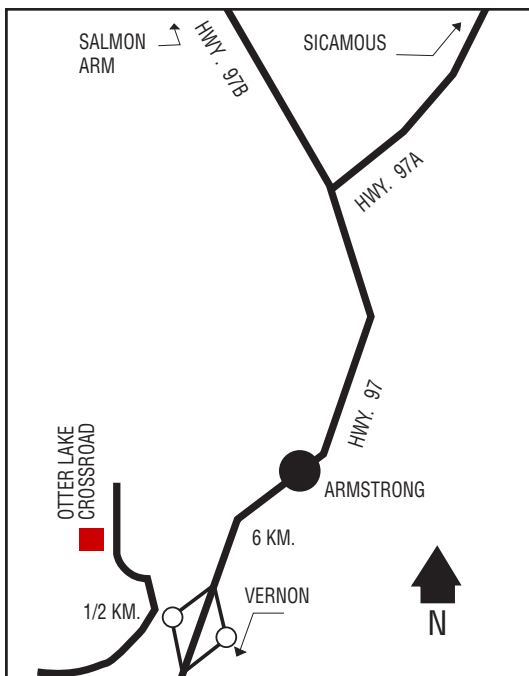 SALMON
ARM
HWY. 97B
SICAMOUS
HWY. 97A
HWY. 97
OTTER LAKE
CROSSROAD
ARMSTRONG
6 KM.
1/2 KM.
VERNON
N